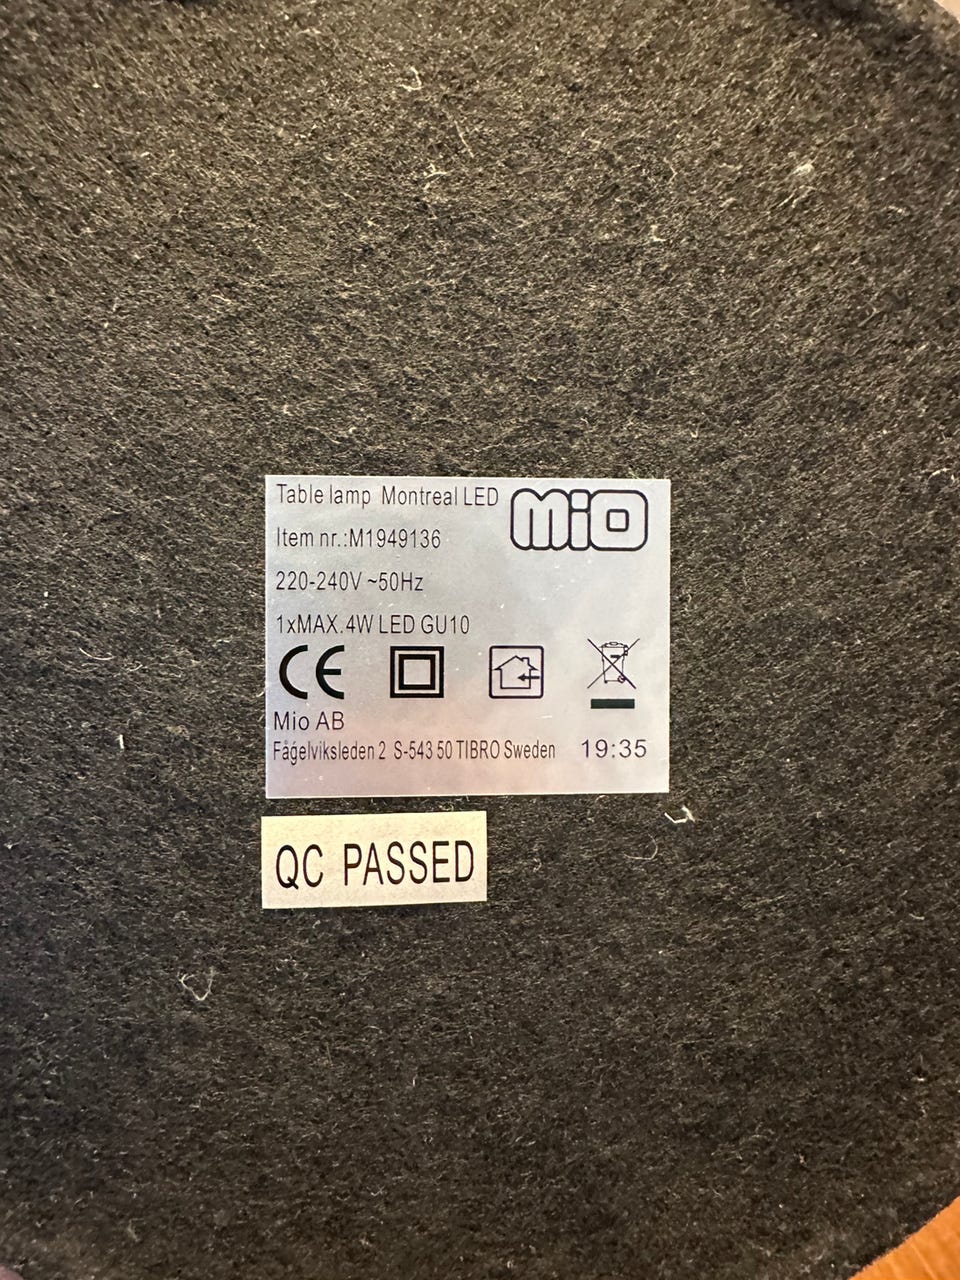 Table lamp Montreal LED mio
Item nr.:M1949136
220-240V ~50Hz
1xMAX.4W LED GU10
CE
Mio AB
Fågelviksleden 2 S-543 50 TIBRO Sweden 19:35
QC PASSED